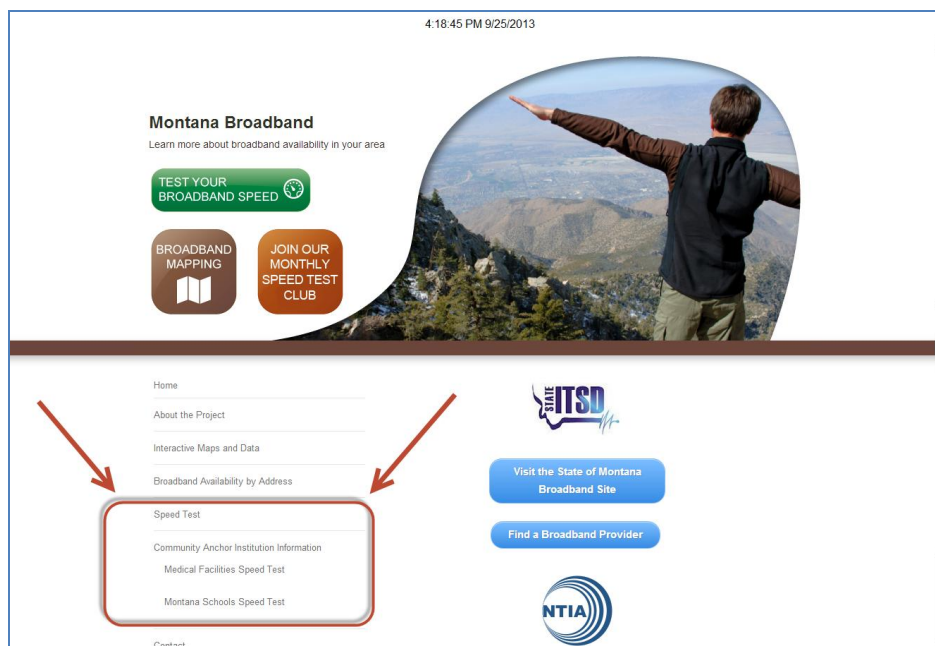 4:18:45 PM 9/25/2013
Montana Broadband
Learn more about broadband availability in your area
TEST YOUR
BROADBAND SPEED
BROADBAND
MAPPING
JOIN OUR
MONTHLY
SPEED TEST
CLUB
Home
About the Project
Interactive Maps and Data
Broadband Availability by Address
Speed Test
Community Anchor Institution Information
Medical Facilities Speed Test
Montana Schools Speed Test
Contact
STATE
ITSD
Visit the State of Montana
Broadband Site
Find a Broadband Provider
NTIA